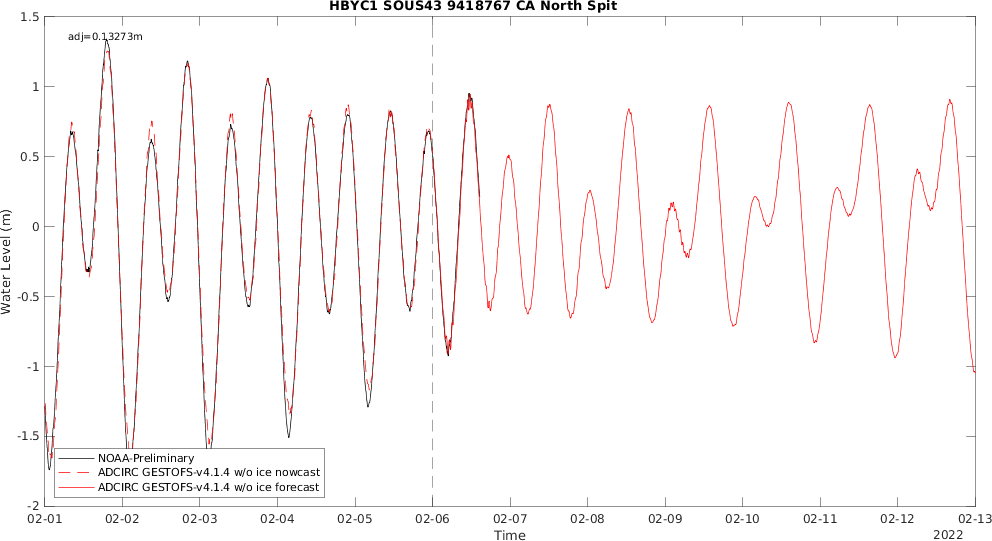 HBYC1 SOUS43 9418767 CA North Spit
adj=0.13273m
1.5
1
0.5
0
-0.5
-1
-1.5
-2
Water Level (m)
NOAA-Preliminary
ADCIRC GESTOFS-v4.1.4 w/o ice nowcast
ADCIRC GESTOFS-v4.1.4 w/o ice forecast
02-01 02-02 02-03 02-04 02-05 02-06 02-07 02-08 02-09 02-10 02-11 02-12 02-13
Time
2022